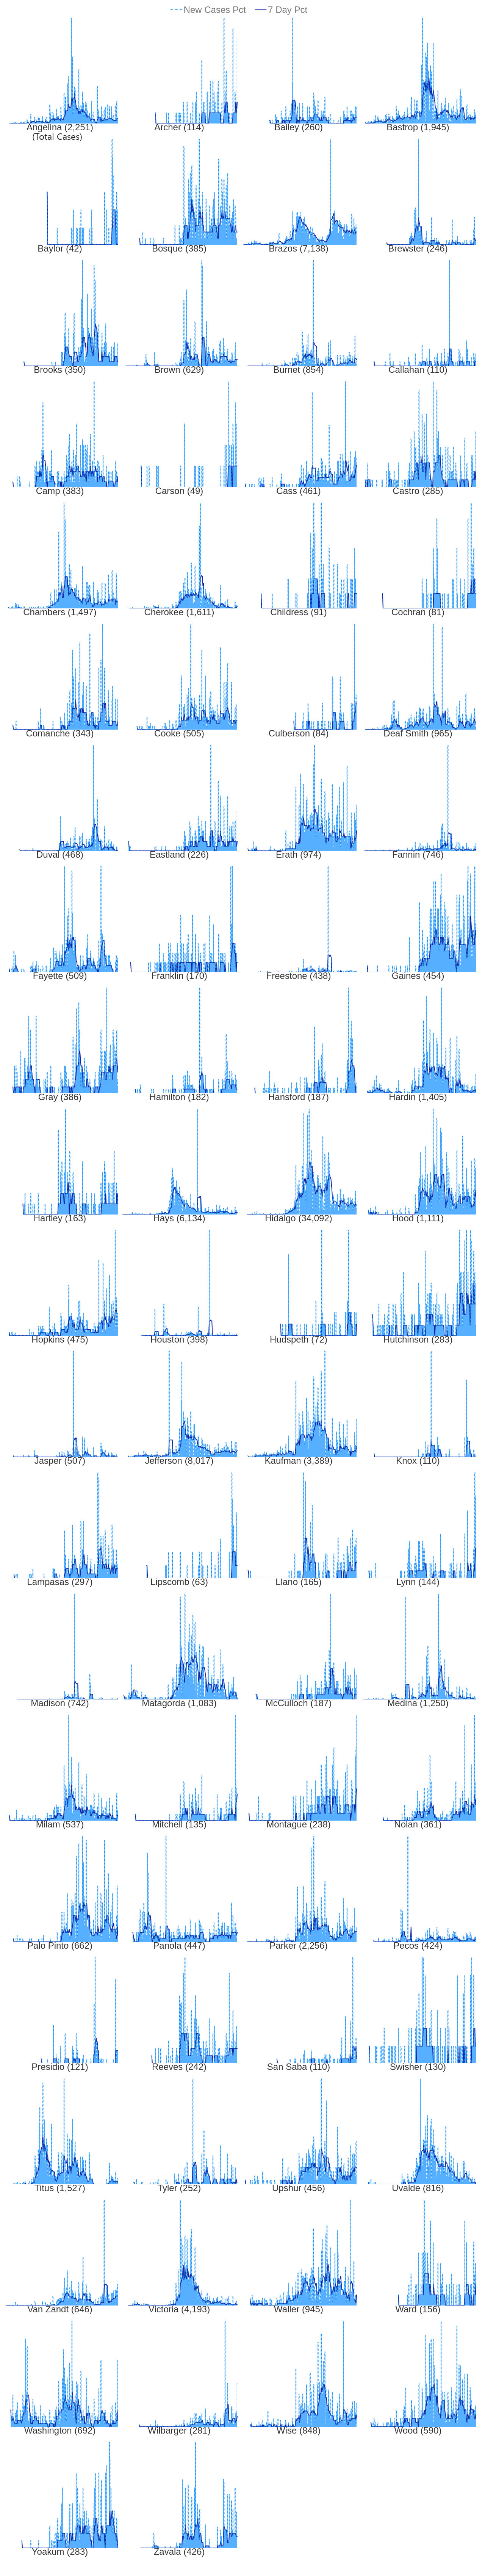 New Cases Pct 7 Day Pct
Angelina (2,251) Archer (114) Bailey (260) Bastrop (1,945)
(Total Cases)
Baylor (42) Bosque (385) Brazos (7,138) Brewster (246)
Brooks (350) Brown (629) Burnet (854) Callahan (110)
Camp (383) Carson (49) Cass (461) Castro (285)
Chambers (1,497) Cherokee (1,611) Childress (91) Cochran (81)
Comanche (343) Cooke (505) Culberson (84) Deaf Smith (965)
Duval (468) Eastland (226) Erath (974) Fannin (746)
Fayette (509) Franklin (170) Freestone (438) Gaines (454)
Gray (386) Hamilton (182) Hansford (187) Hardin (1,405)
Hartley (163) Hays (6,134) Hidalgo (34,092) Hood (1,111)
Hopkins (475) Houston (398) Hudspeth (72) Hutchinson (283)
Jasper (507) Jefferson (8,017) Kaufman (3,389) Knox (110)
Lampasas (297) Lipscomb (63) Llano (165) Lynn (144)
Madison (742) Matagorda (1,083) McCulloch (187) Medina (1,250)
Milam (537) Mitchell (135) Montague (238) Nolan (361)
Palo Pinto (662) Panola (447) Parker (2,256) Pecos (424)
Presidio (121) Reeves (242) San Saba (110) Swisher (130)
Titus (1,527) Tyler (252) Upshur (456) Uvalde (816)
Van Zandt (646) Victoria (4,193) Waller (945) Ward (156)
Washington (692) Wilbarger (281) Wise (848) Wood (590)
Yoakum (283) Zavala (426)